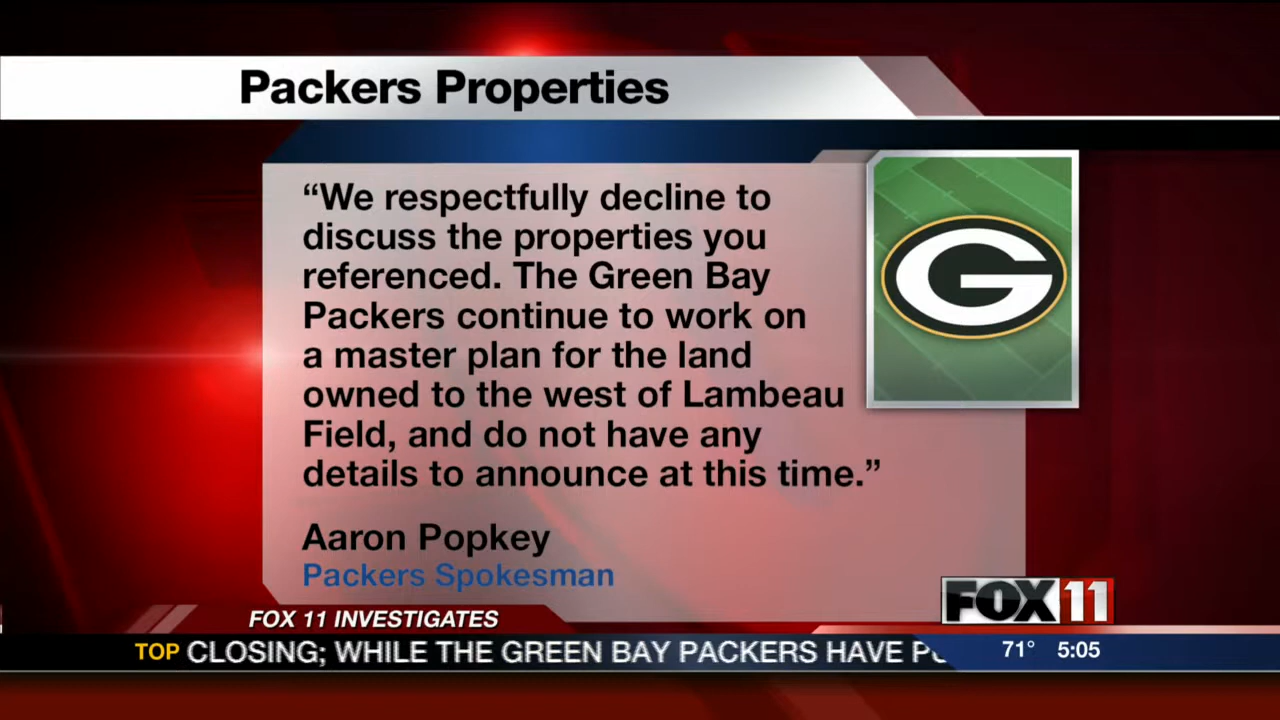 Packers Properties
“We respectfully decline to
discuss the properties you
referenced. The Green Bay
Packers continue to work on
a master plan for the land
owned to the west of Lambeau
Field, and do not have any
details to announce at this time.”
G
Aaron Popkey
Packers Spokesman
FOX 11
FOX 11 INVESTIGATES
TOP CLOSING; WHILE THE GREEN BAY PACKERS HAVE 71° 5:05